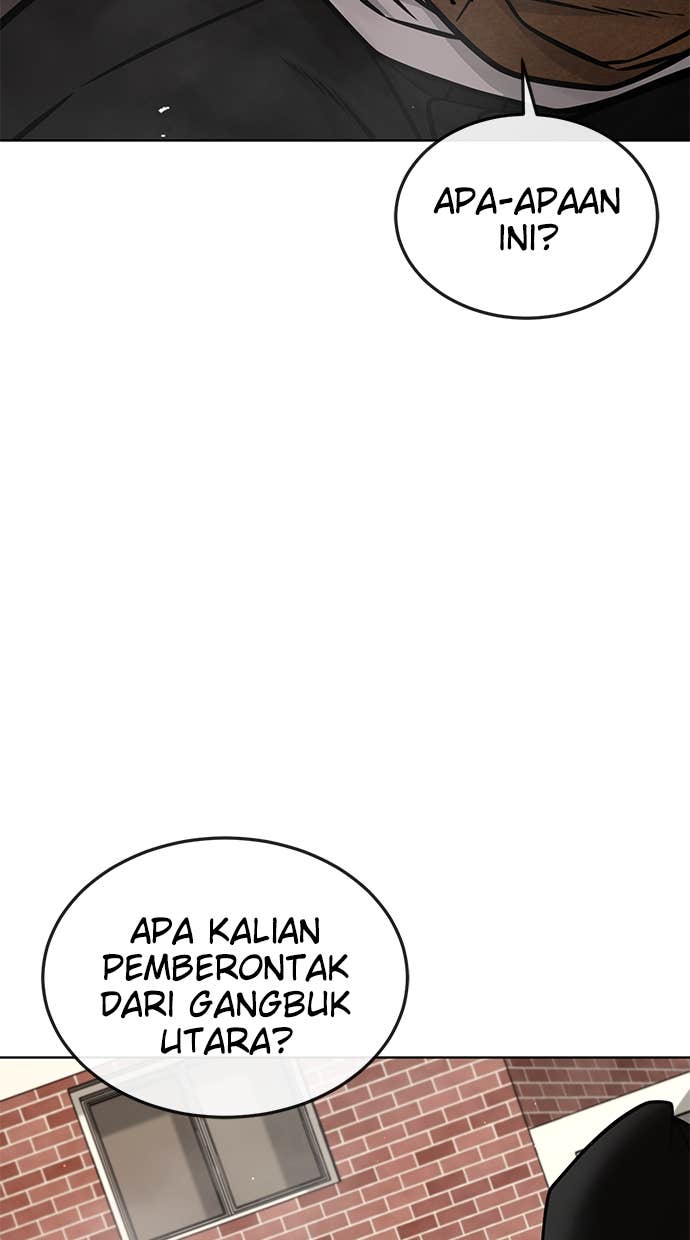 APA-APAAN
INI?
APA KALIAN
PEMBERONTAK
DARI GANGBUK
UTARA?